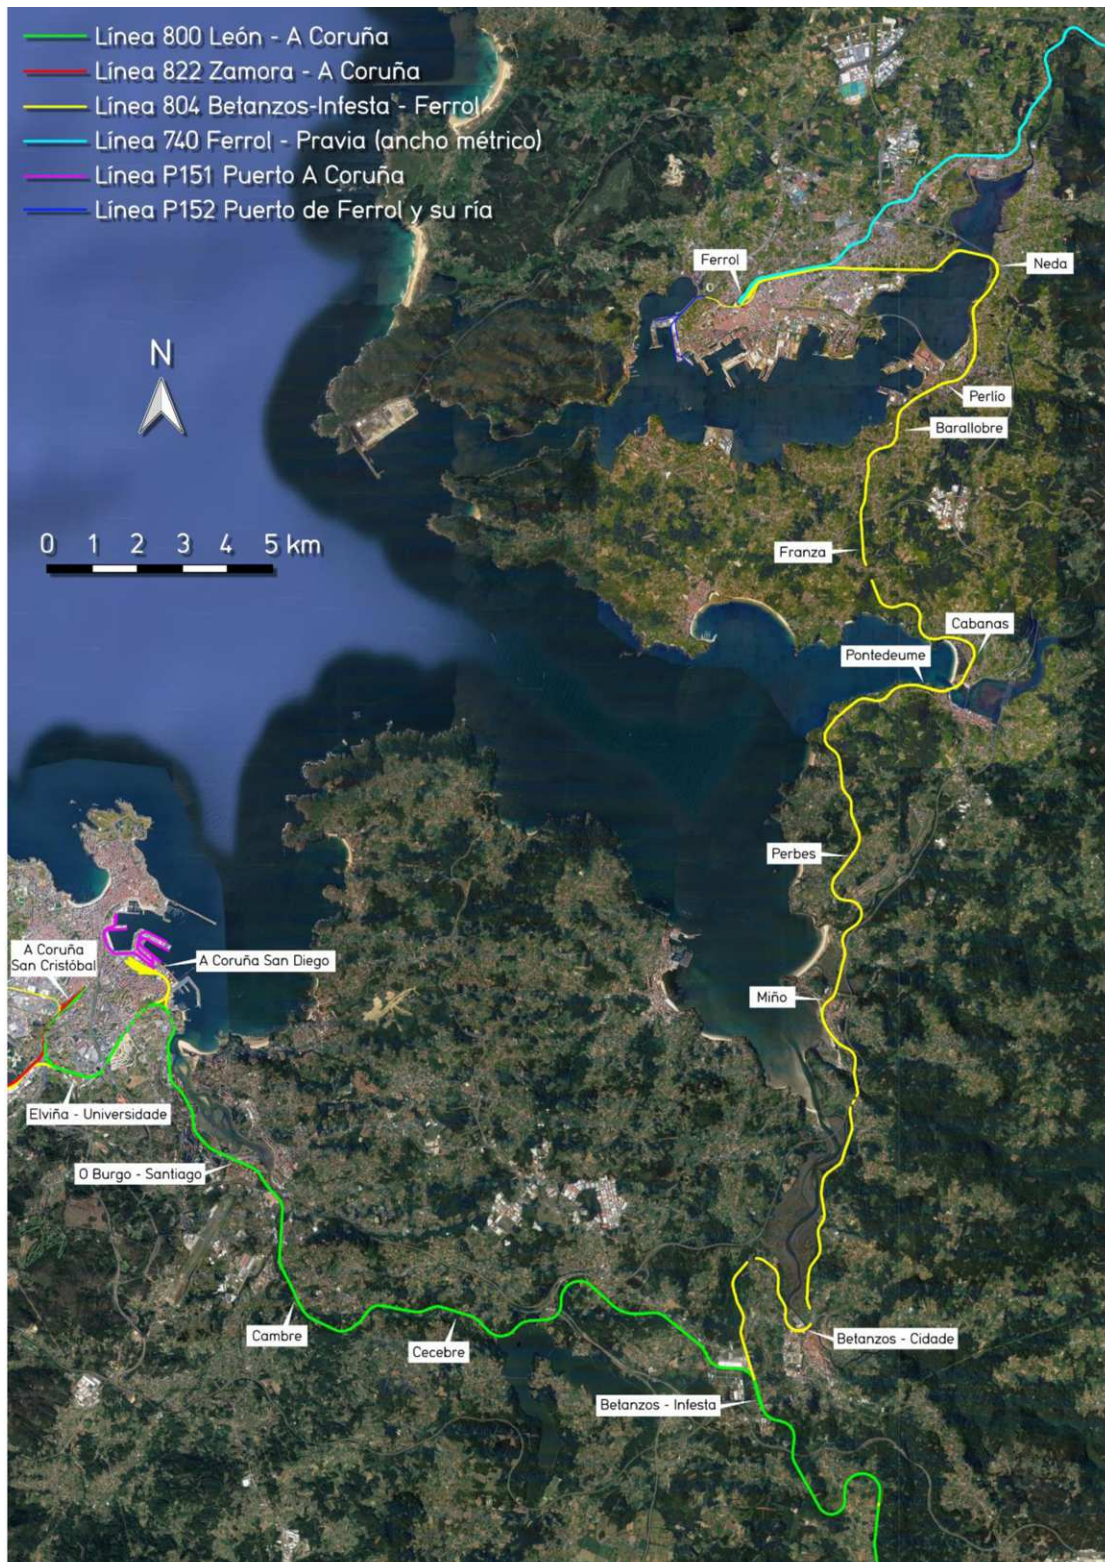 Línea 800 León - A Coruña
Línea 822 Zamora - A Coruña
Línea 804 Betanzos-Infesta - Ferrol
Línea 740 Ferrol - Pravia (ancho métrico)
Línea P151 Puerto A Coruña
Línea P152 Puerto de Ferrol y su ría
Ferrol
Neda
N
Perlío
Barallobre
0 1 2 3 4 5 km
Franza
Cabanas
Pontedeume
Perbes
A Coruña
San Cristóbal
A Coruña San Diego
Miño
Elviña - Universidade
O Burgo - Santiago
Cambre
Cecebre
Betanzos - Cidade
Betanzos - Infesta